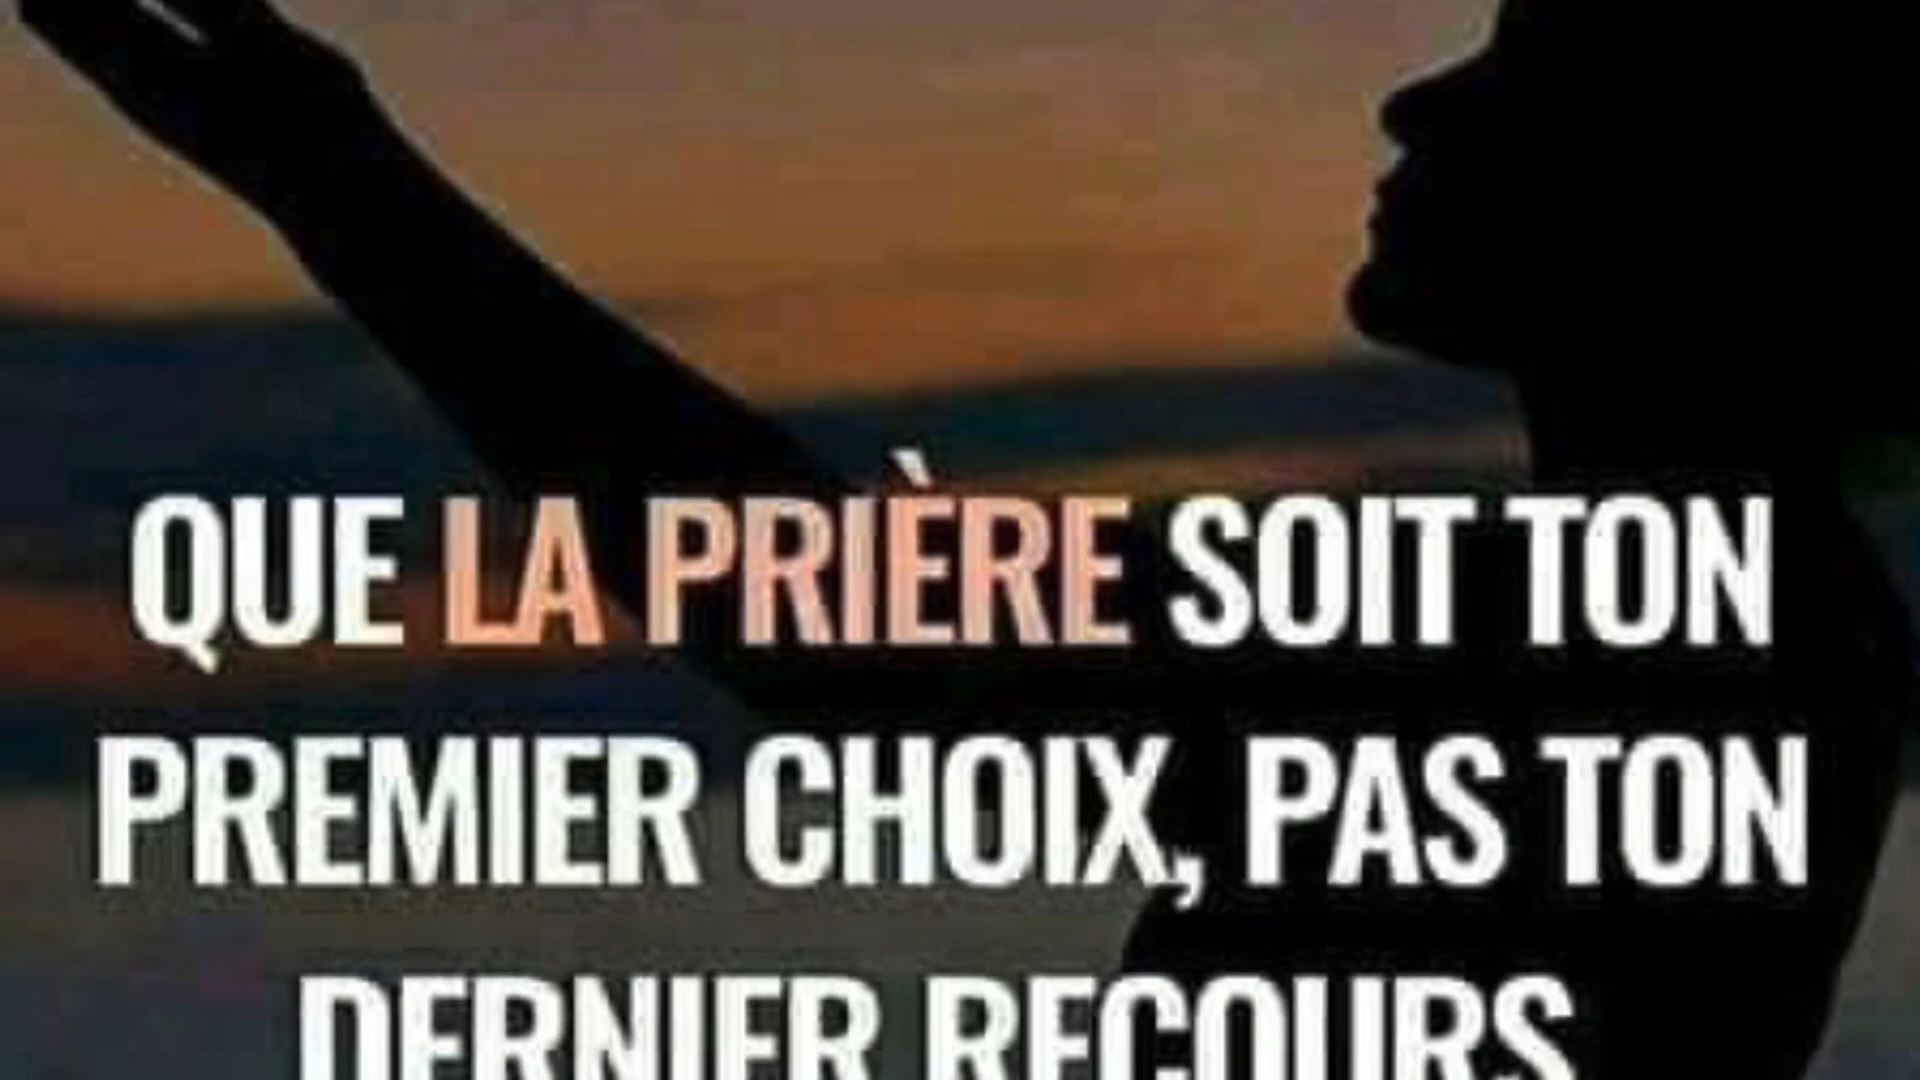 QUE LA PRIÈRE SOIT TON
PREMIER CHOIX, PAS TON
DERNIER RECOURS